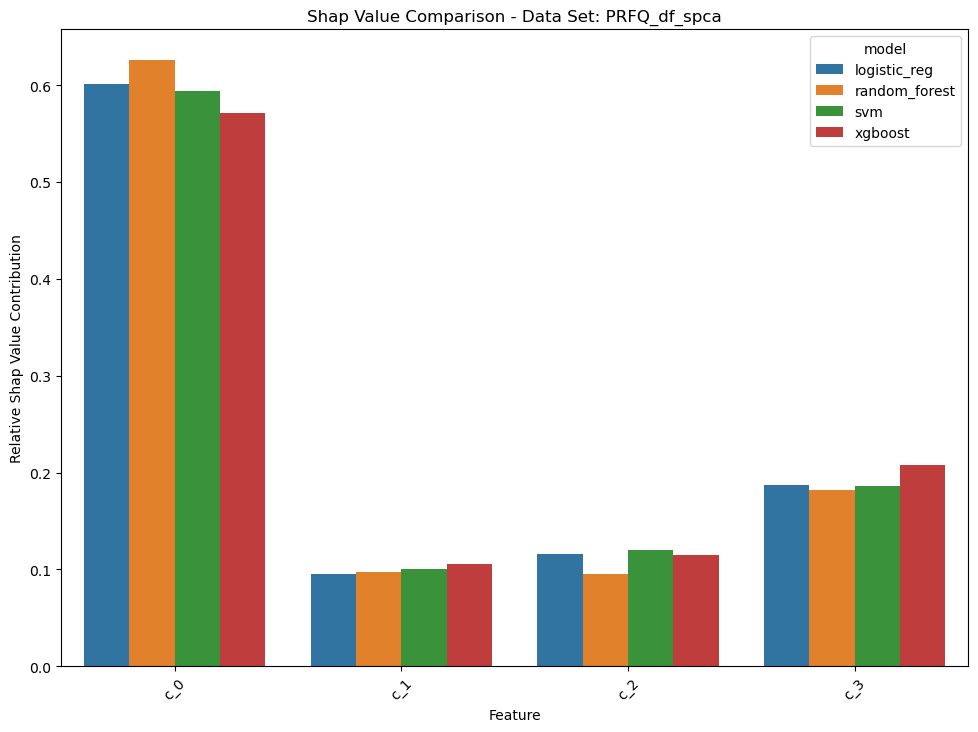 Shap Value Comparison - Data Set: PRFQ_df_spca
model
logistic_reg
random_forest
svm
xgboost
Relative Shap Value Contribution
0.6
0.5
0.4
0.3
0.2
0.1
0.0
c_0
c_1
c_2
c_3
Feature